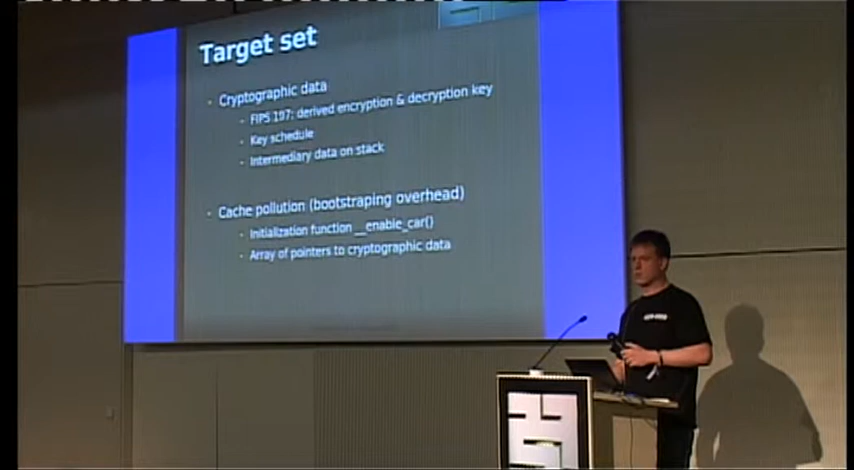 Target set
- Cryptographic data
- FIPS 197: derived encryption & decryption key
- Key schedule
- Intermediary data on stack
- Cache pollution (bootstraping overhead)
- Initialization function __enable_car()
- Array of pointers to cryptographic data